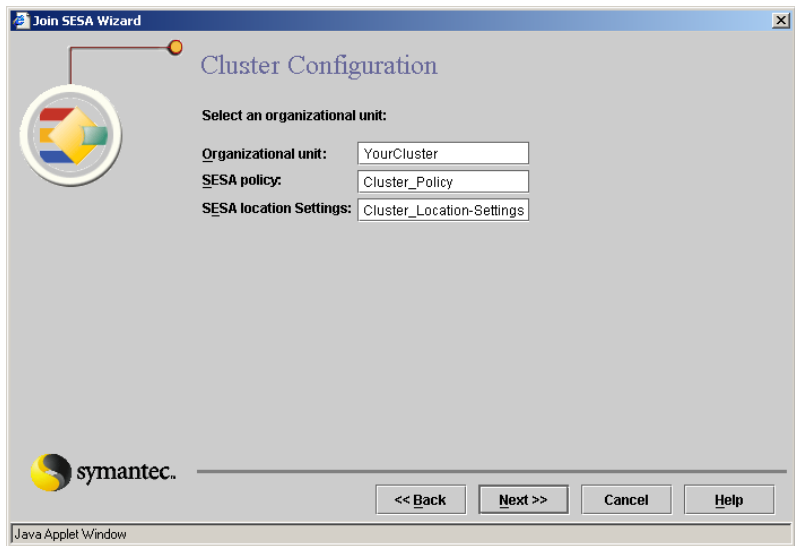 Join SESA Wizard
Cluster Configuration
Select an organizational unit:
Organizational unit: YourCluster
SESA policy: Cluster_Policy
SESA location Settings: Cluster_Location-Settings
symantec.
<< Back Next >> Cancel Help
Java Applet Window